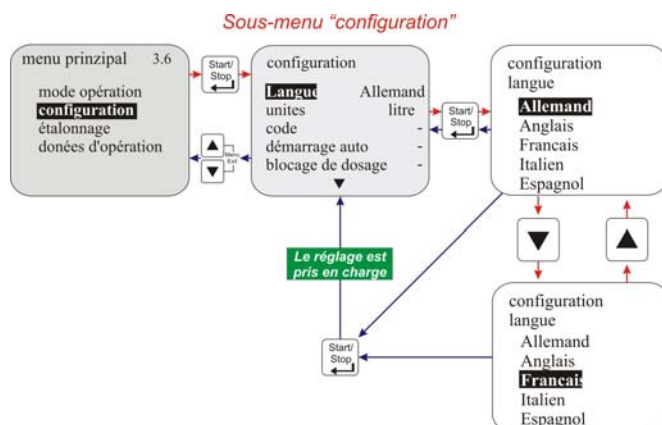 Sous-menu “configuration”
menu prinzipal 3.6
mode opération
configuration
étalonnage
donées d'opération
Start/
Stop
Menu
Exit
configuration
Langue Allemand
unites litre
code -
démarrage auto -
blocage de dosage -
Start/
Stop
configuration
langue
Allemand
Anglais
Francais
Italien
Espagnol
Le réglage est
pris en charge
Start/
Stop
configuration
langue
Allemand
Anglais
Francais
Italien
Espagnol